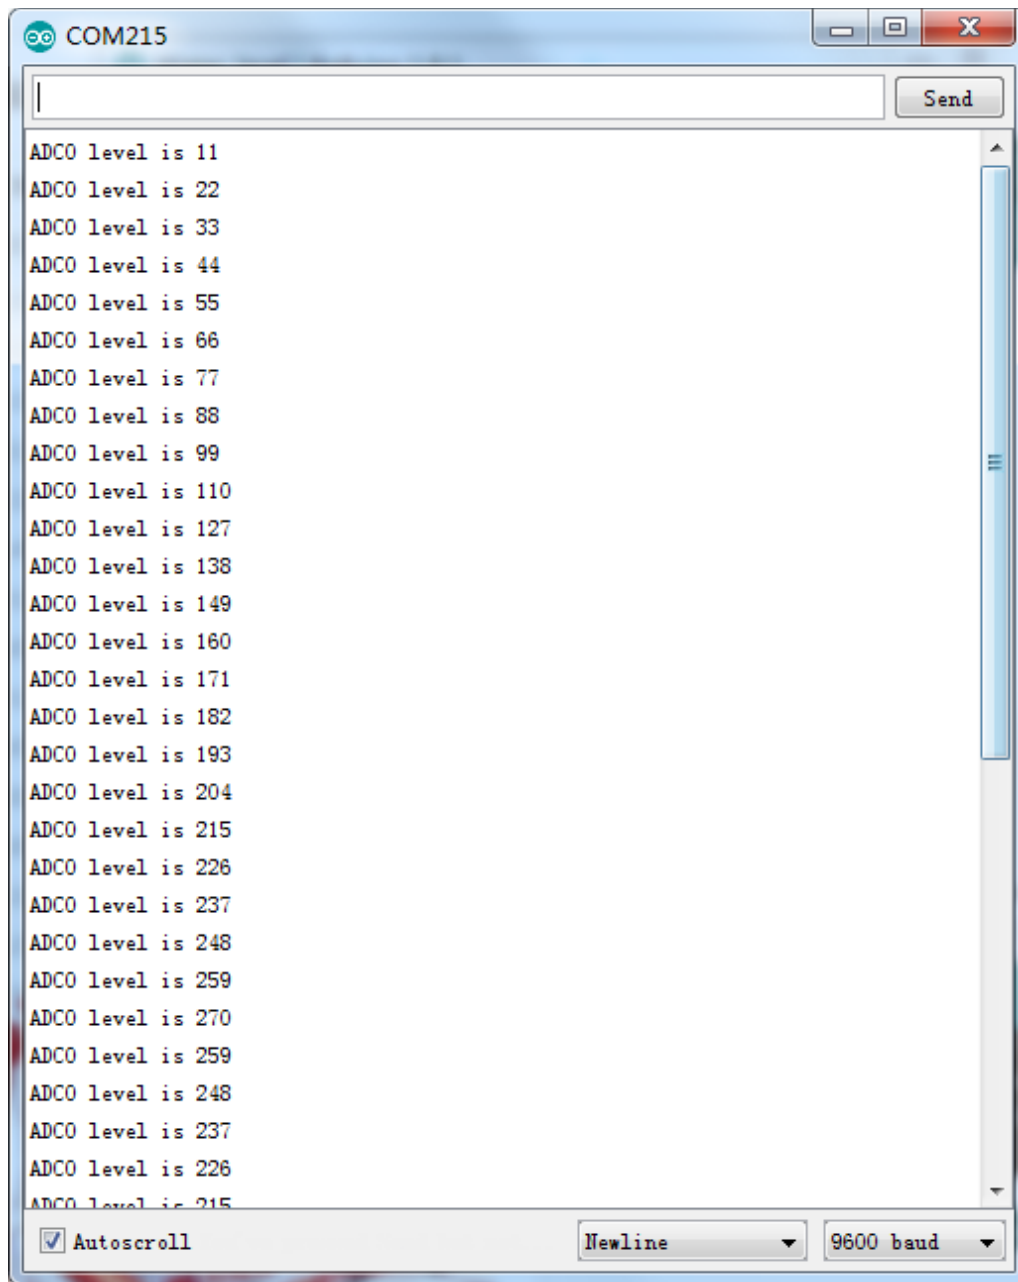 COM215
Send
ADC0 level is 11
ADC0 level is 22
ADC0 level is 33
ADC0 level is 44
ADC0 level is 55
ADC0 level is 66
ADC0 level is 77
ADC0 level is 88
ADC0 level is 99
ADC0 level is 110
ADC0 level is 127
ADC0 level is 138
ADC0 level is 149
ADC0 level is 160
ADC0 level is 171
ADC0 level is 182
ADC0 level is 193
ADC0 level is 204
ADC0 level is 215
ADC0 level is 226
ADC0 level is 237
ADC0 level is 248
ADC0 level is 259
ADC0 level is 270
ADC0 level is 259
ADC0 level is 248
ADC0 level is 237
ADC0 level is 226
ADC0 level is 215
Autoscroll
Newline
9600 baud